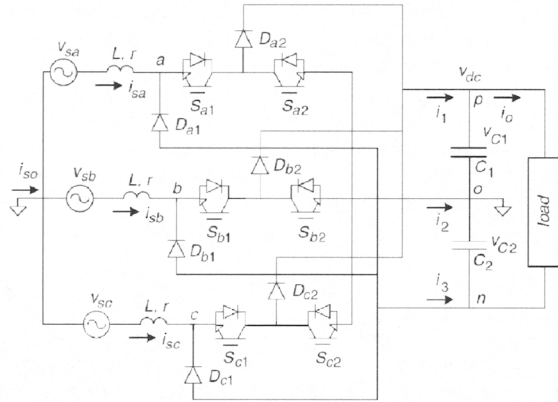 v_sa L, r a D_a2
i_sa S_a1 S_a2 v_dc
D_a1 i_1 p i_o
v_C1
i_so v_sb L, r b D_b2 C_1
o load
i_sb S_b1 S_b2 i_2
D_b1 v_C2
C_2
v_sc L, r c D_c2 i_3 n
i_sc S_c1 S_c2
D_c1